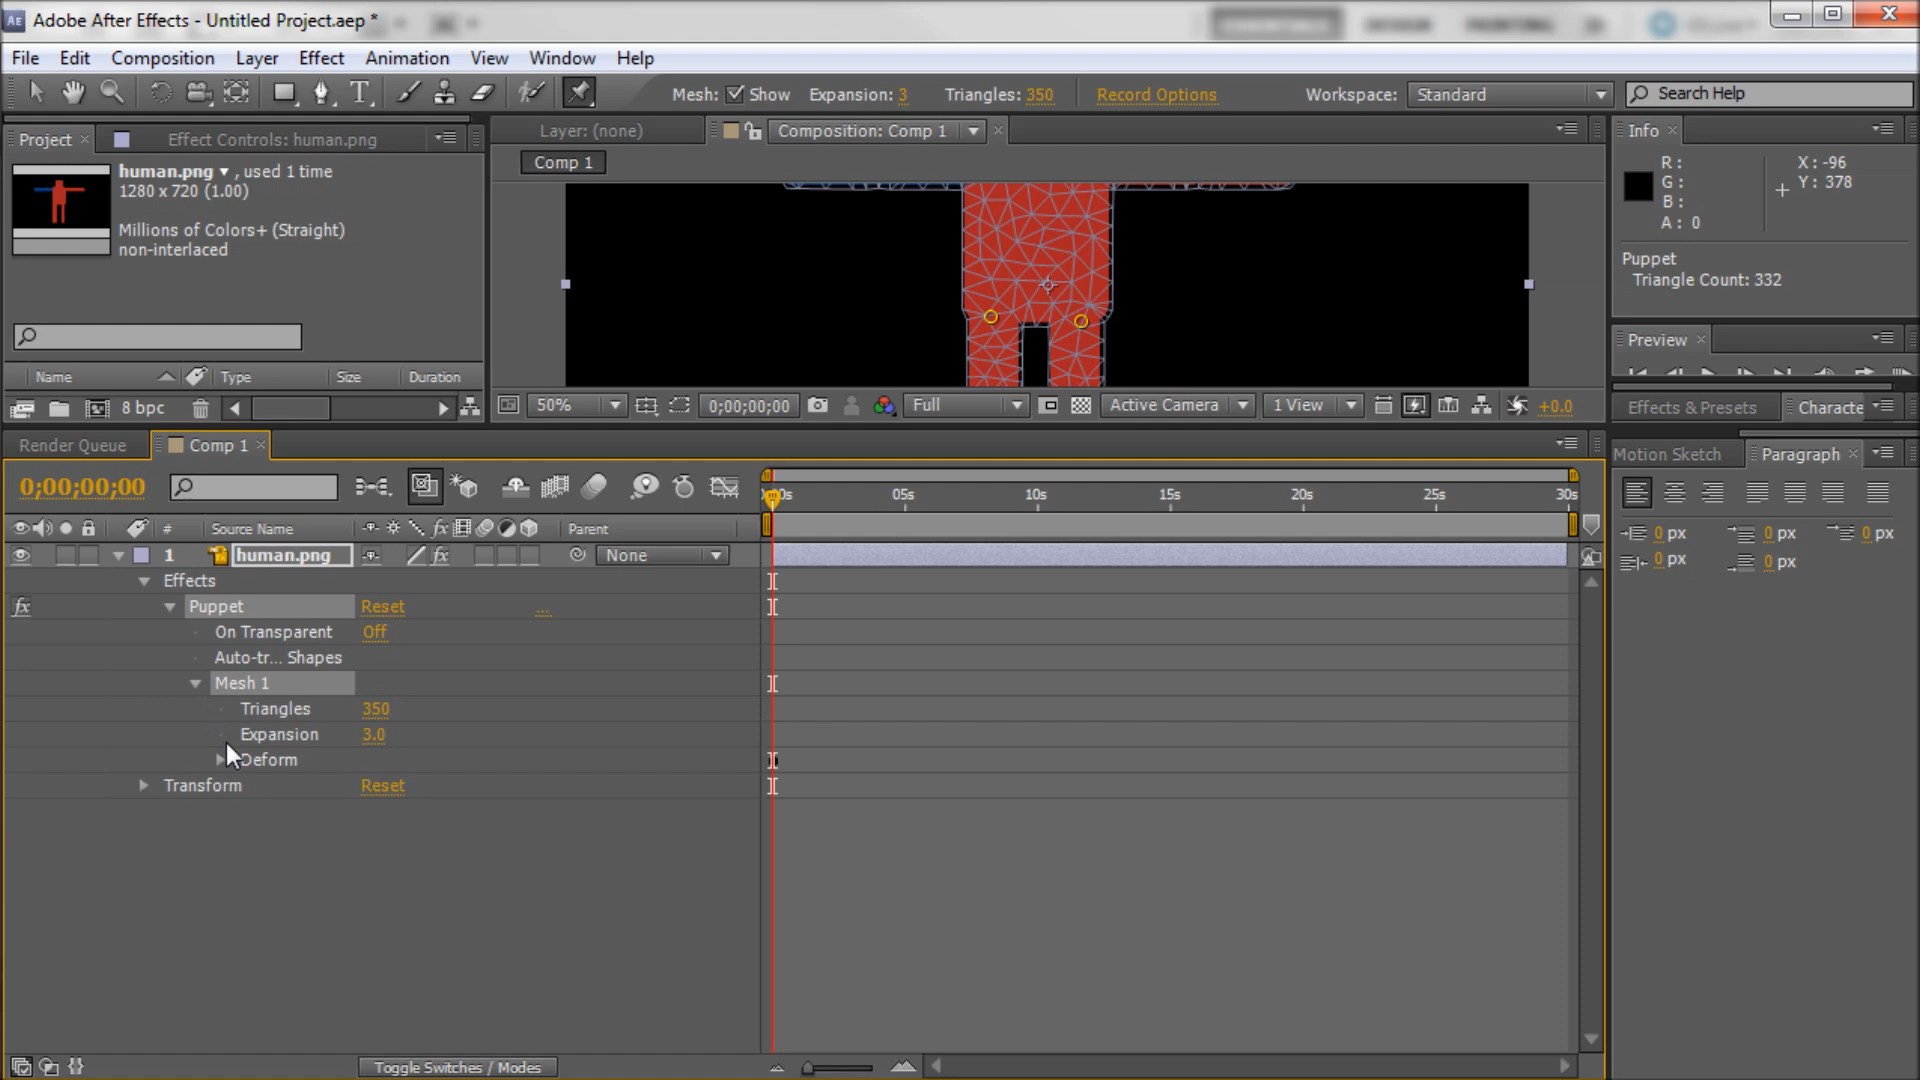 Adobe After Effects - Untitled Project.aep *
File Edit Composition Layer Effect Animation View Window Help
Mesh: Show Expansion: 3 Triangles: 350 Record Options Workspace: Standard Search Help
Project Effect Controls: human.png
human.png , used 1 time
1280 x 720 (1.00)
Millions of Colors+ (Straight)
non-interlaced
Name Type Size Duration
8 bpc
Layer: (none) Composition: Comp 1
Comp 1
50% 0;00;00;00 Full Active Camera 1 View +0.0
Info
R: X: -96
G: Y: 378
B:
A: 0
Puppet
Triangle Count: 332
Preview
Effects & Presets Characte
Motion Sketch Paragraph
0 px 0 px 0 px
0 px 0 px
Render Queue Comp 1
0;00;00;00
00s 05s 10s 15s 20s 25s 30s
# Source Name Parent
1 human.png None
Effects
fx Puppet Reset ...
On Transparent Off
Auto-tr... Shapes
Mesh 1
Triangles 350
Expansion 3.0
Deform
Transform Reset
Toggle Switches / Modes